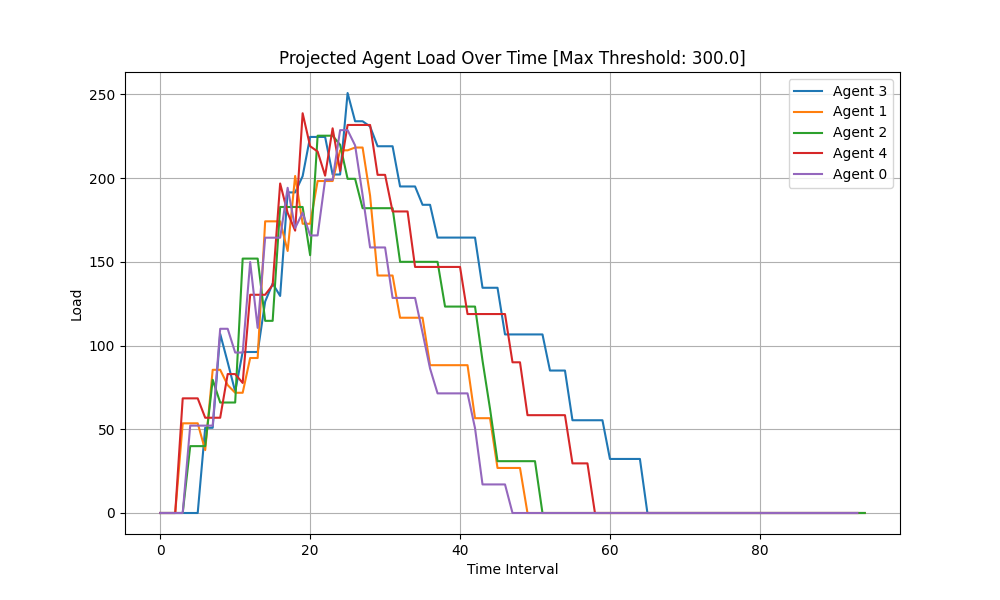 Projected Agent Load Over Time [Max Threshold: 300.0]
250
200
150
100
50
0
Load
0 20 40 60 80
Time Interval
Agent 3
Agent 1
Agent 2
Agent 4
Agent 0